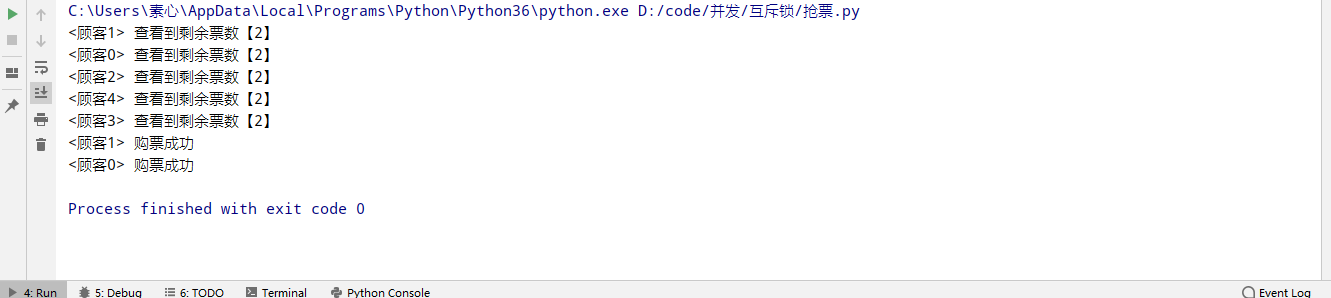 C:\Users\素心\AppData\Local\Programs\Python\Python36\python.exe D:/code/并发/互斥锁/抢票.py
<顾客1> 查看到剩余票数【2】
<顾客0> 查看到剩余票数【2】
<顾客2> 查看到剩余票数【2】
<顾客4> 查看到剩余票数【2】
<顾客3> 查看到剩余票数【2】
<顾客1> 购票成功
<顾客0> 购票成功
Process finished with exit code 0
4: Run 5: Debug 6: TODO Terminal Python Console Event Log